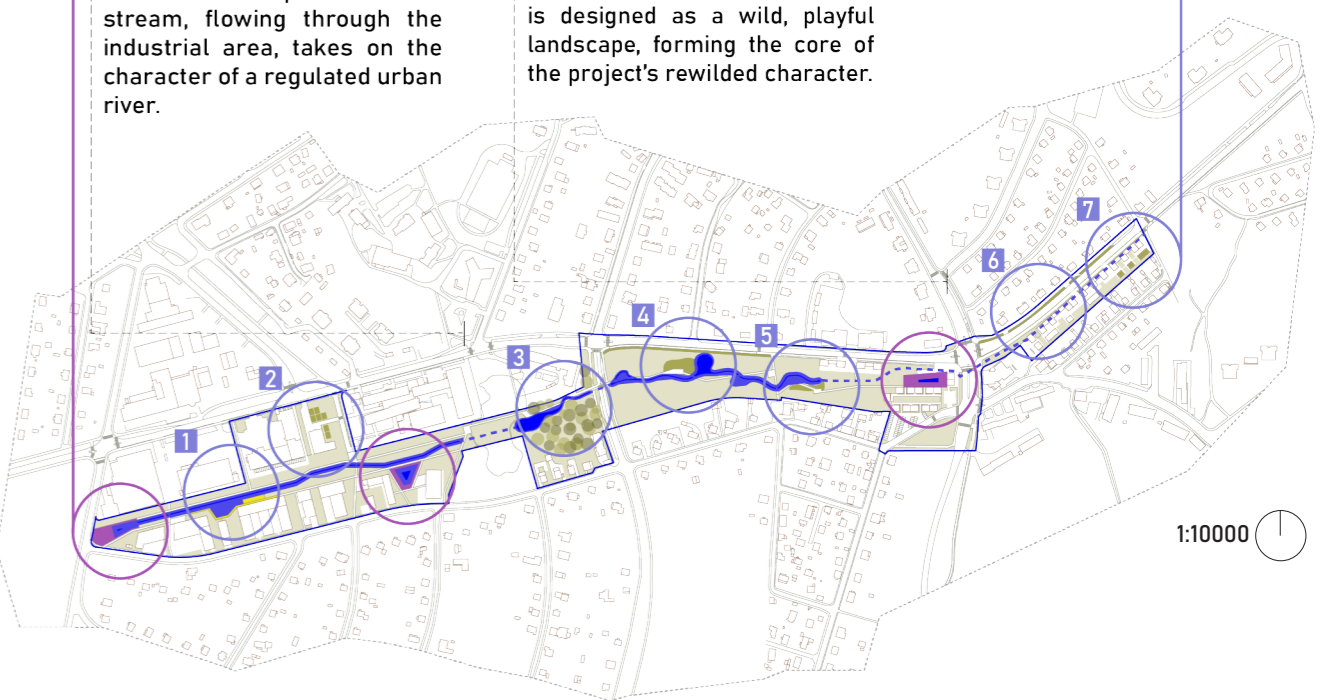 stream, flowing through the
industrial area, takes on the
character of a regulated urban
river.
is designed as a wild, playful
landscape, forming the core of
the project's rewilded character.
7
6
4
5
3
2
1
1:10000